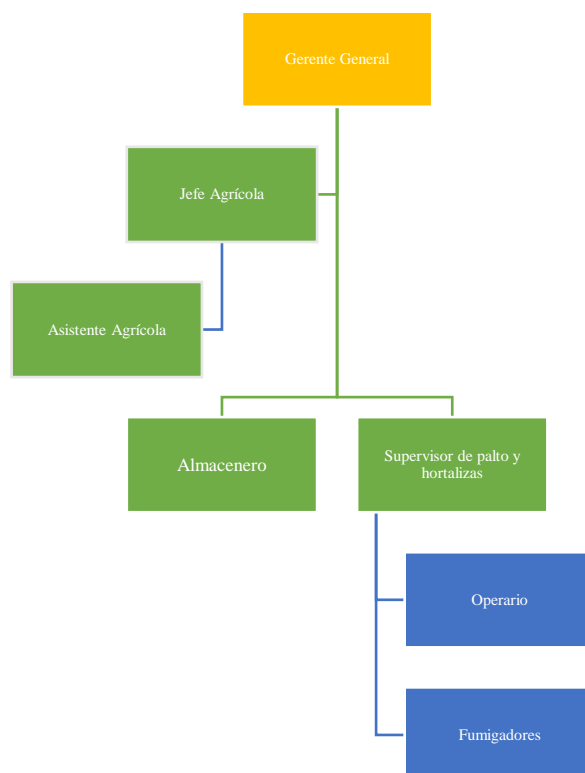 Gerente General
Jefe Agrícola
Asistente Agrícola
Almacenero
Supervisor de palto y
hortalizas
Operario
Fumigadores